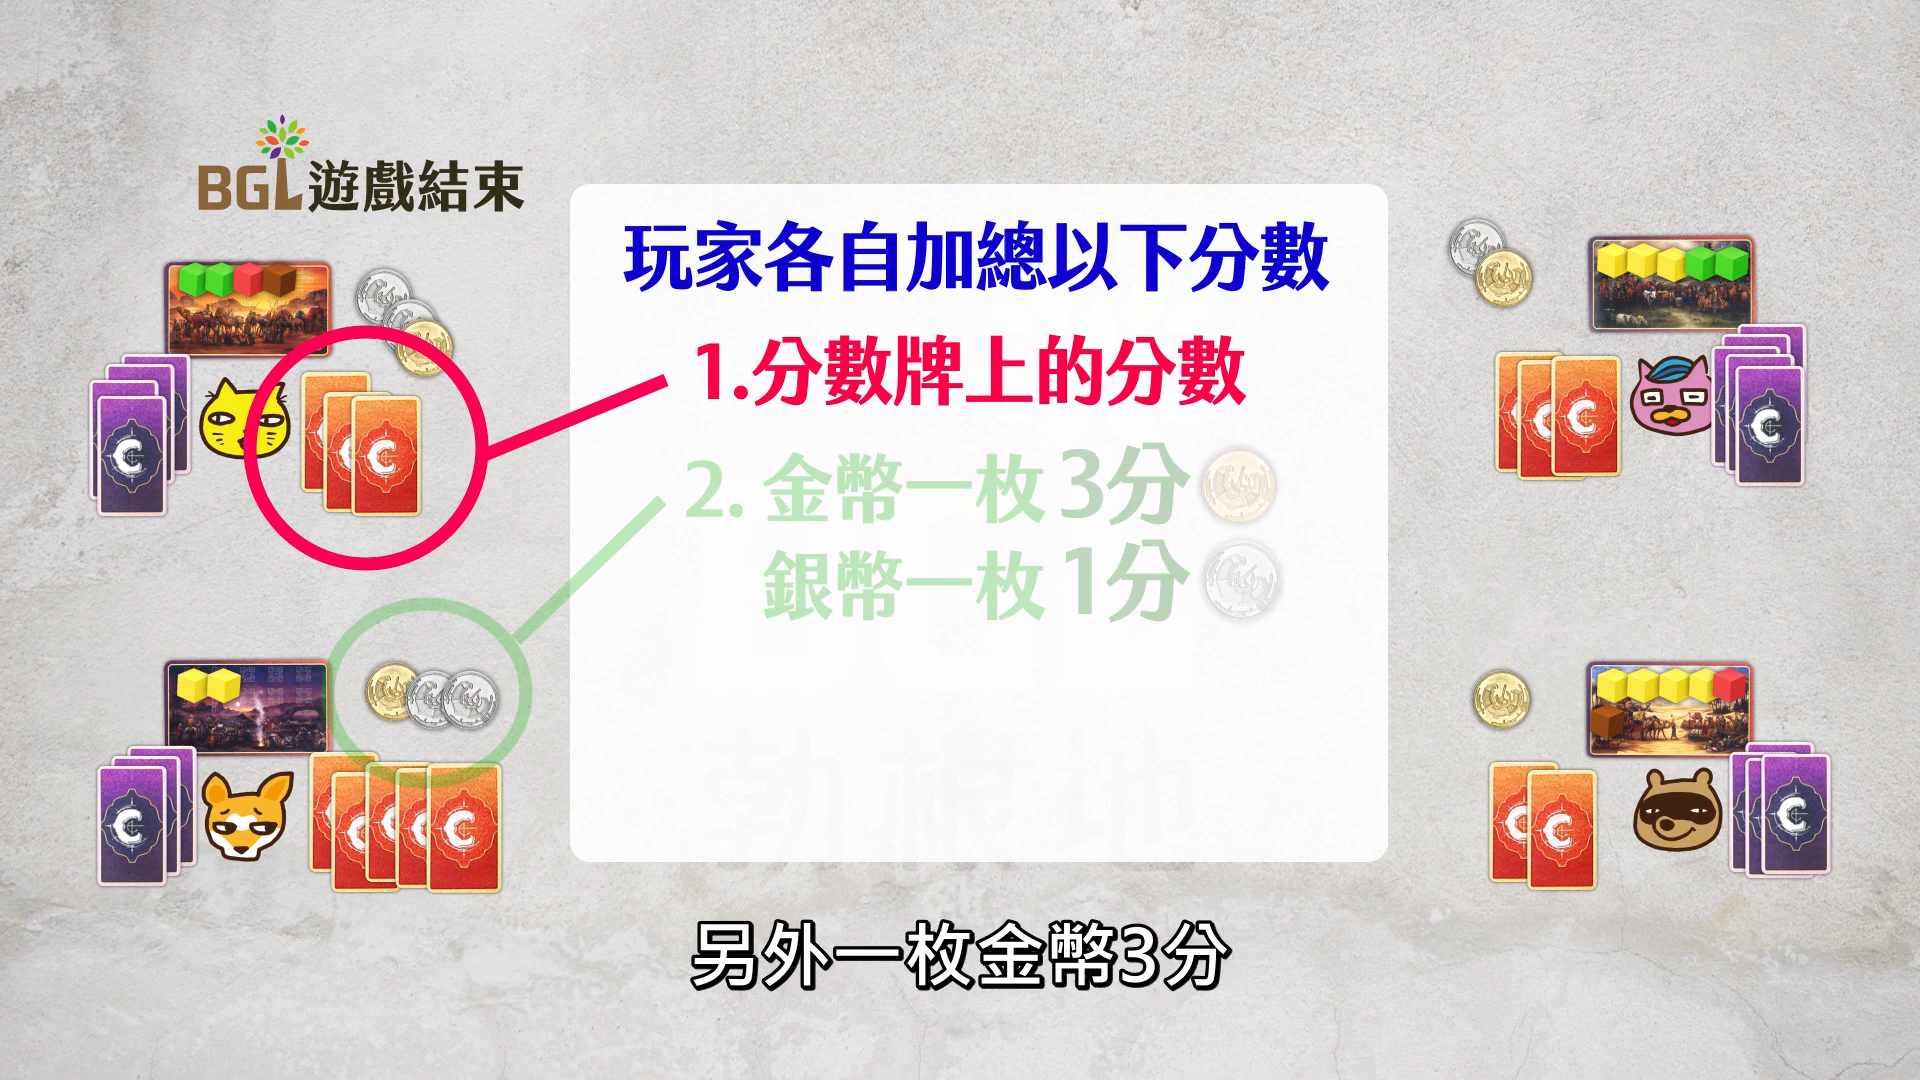 BGL遊戲結束
玩家各自加總以下分數
1.分數牌上的分數
2. 金幣一枚3分
銀幣一枚1分
另外一枚金幣3分